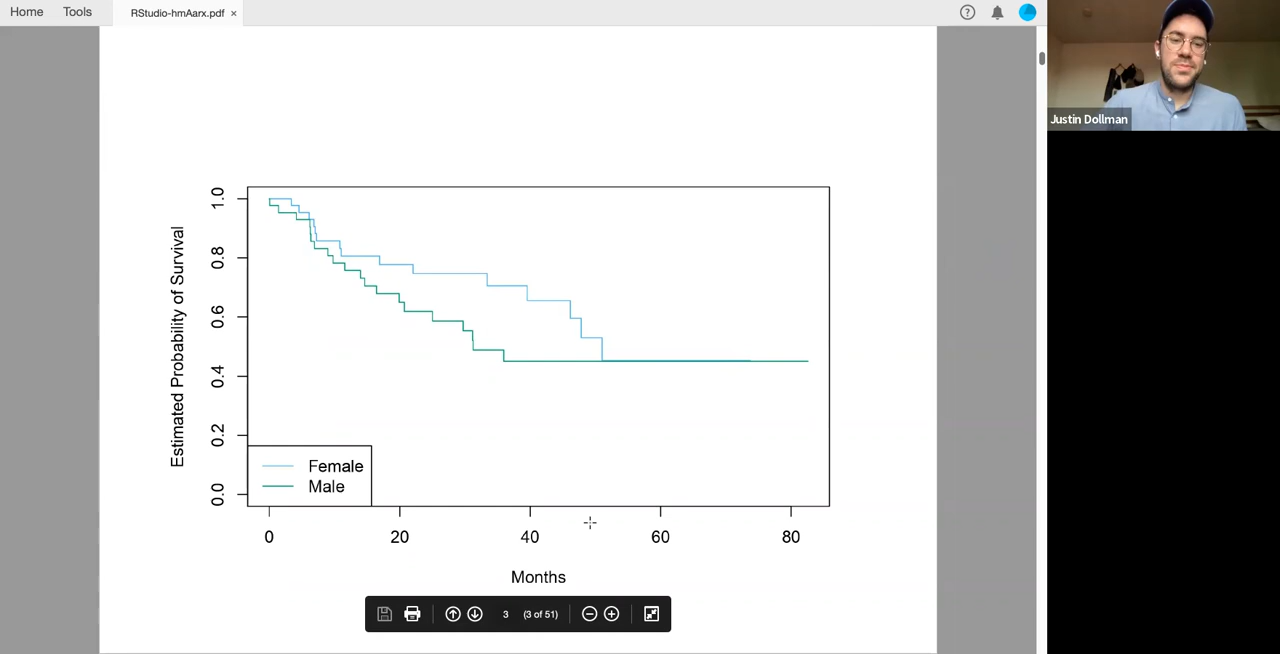 Home Tools RStudio-hmAarx.pdf ×
?
Justin Dollman
Estimated Probability of Survival
1.0
0.8
0.6
0.4
0.2
0.0
Female
Male
0 20 40 60 80
Months
3 (3 of 51)